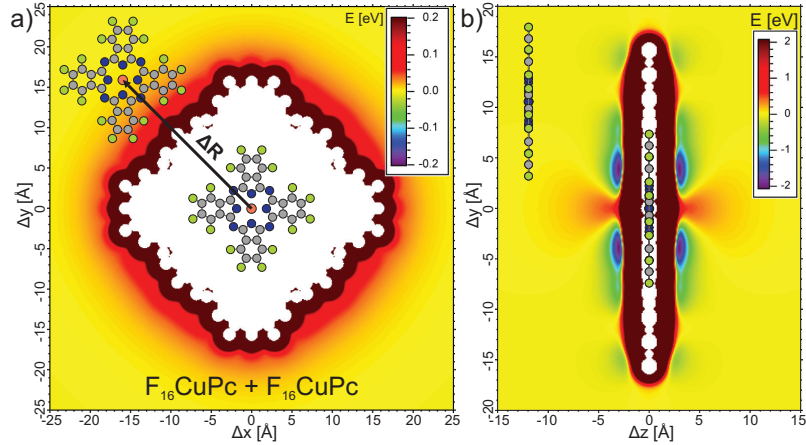 a)
E [eV]
0.2
0.1
0.0
-0.1
-0.2
25
20
15
10
5
0
-5
-10
-15
-20
-25
Δy [Å]
ΔR
F₁₆CuPc + F₁₆CuPc
-25 -20 -15 -10 -5 0 5 10 15 20 25
Δx [Å]
b)
E [eV]
2
1
0
-1
-2
20
15
10
5
0
-5
-10
-15
-20
Δy [Å]
-15 -10 -5 0 5 10 15
Δz [Å]